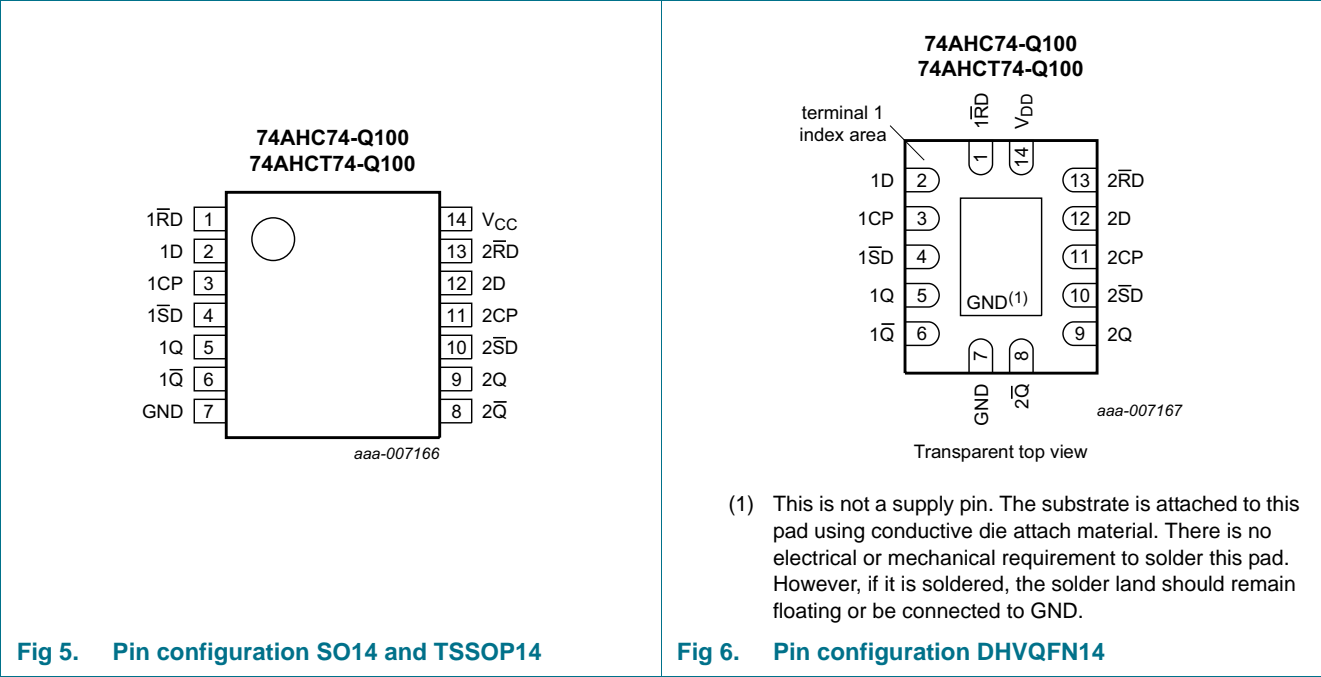 74AHC74-Q100
74AHCT74-Q100
1R̅D 1
1D 2
1CP 3
1S̅D 4
1Q 5
1Q̅ 6
GND 7
14 VCC
13 2R̅D
12 2D
11 2CP
10 2S̅D
9 2Q
8 2Q̅
aaa-007166
Fig 5. Pin configuration SO14 and TSSOP14
74AHC74-Q100
74AHCT74-Q100
terminal 1
index area
1R̅D
VDD
1
14
1D 2
1CP 3
1S̅D 4
1Q 5
1Q̅ 6
13 2R̅D
12 2D
11 2CP
10 2S̅D
9 2Q
GND(1)
7
8
GND
2Q̅
aaa-007167
Transparent top view
(1) This is not a supply pin. The substrate is attached to this
pad using conductive die attach material. There is no
electrical or mechanical requirement to solder this pad.
However, if it is soldered, the solder land should remain
floating or be connected to GND.
Fig 6. Pin configuration DHVQFN14